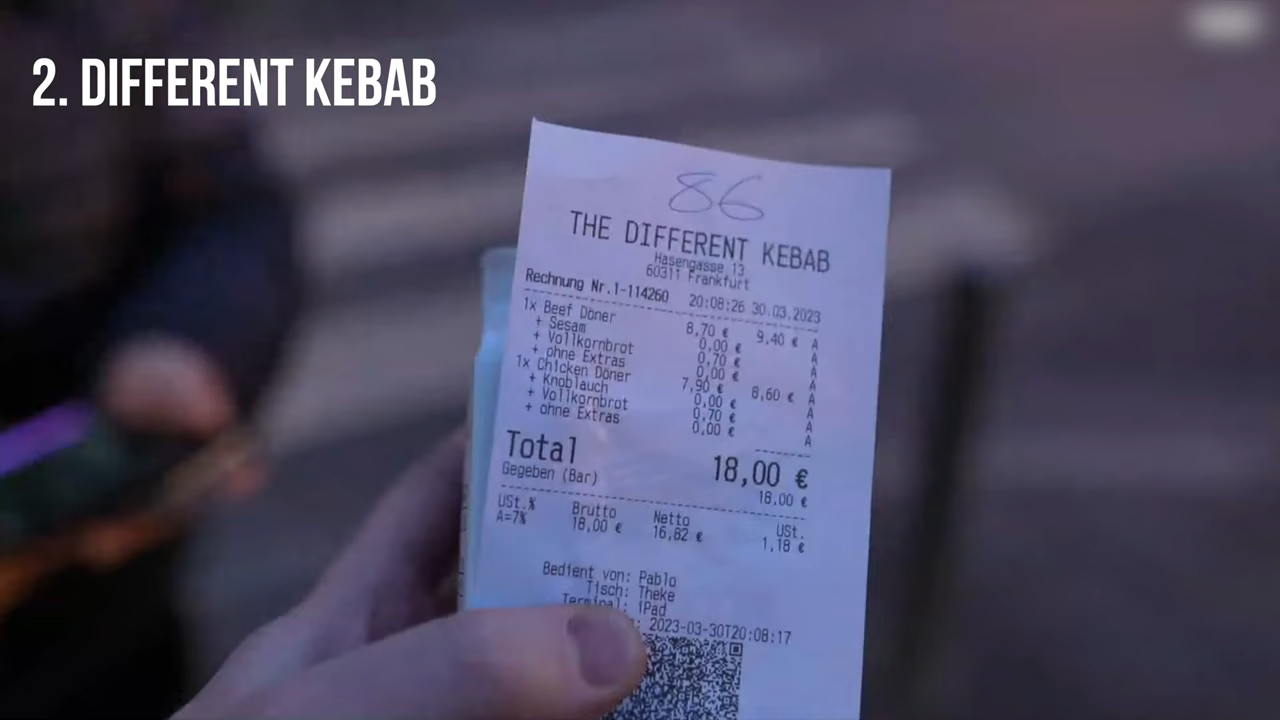 2. DIFFERENT KEBAB
86
THE DIFFERENT KEBAB
Hasengasse 13
60311 Frankfurt
Rechnung Nr.1-114260 20:08:26 30.03.2023
1x Beef Döner 8,70 € 9,40 € A
+ Sesam 0,00 € A
+ Vollkornbrot 0,70 € A
+ ohne Extras 0,00 € A
1x Chicken Döner 7,90 € 8,60 € A
+ Knoblauch 0,00 € A
+ Vollkornbrot 0,70 € A
+ ohne Extras 0,00 € A
Total 18,00 €
Gegeben (Bar) 18,00 €
USt.% Brutto Netto USt.
A=7% 18,00 € 16,82 € 1,18 €
Bedient von: Pablo
Tisch: Theke
Terminal: iPad
: 2023-03-30T20:08:17